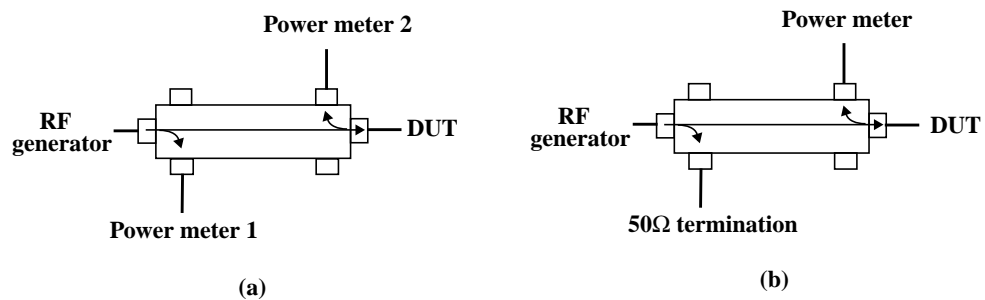 Power meter 2
RF
generator
DUT
Power meter 1
(a)
Power meter
RF
generator
DUT
50Ω termination
(b)